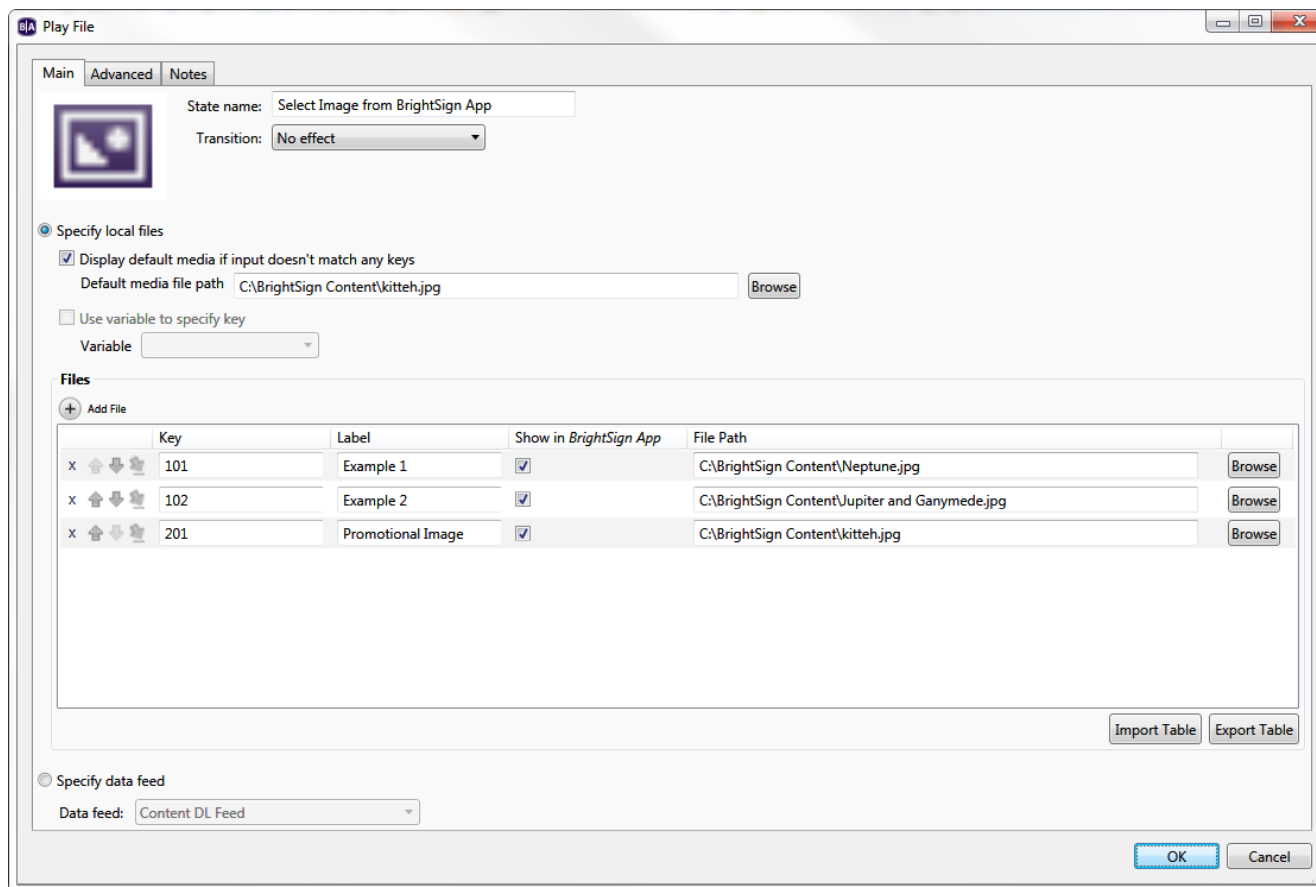 B|A Play File
Main Advanced Notes
State name: Select Image from BrightSign App
Transition: No effect
Specify local files
Display default media if input doesn't match any keys
Default media file path C:\BrightSign Content\kitteh.jpg Browse
Use variable to specify key
Variable
Files
+ Add File
Key Label Show in BrightSign App File Path
x 101 Example 1 C:\BrightSign Content\Neptune.jpg Browse
x 102 Example 2 C:\BrightSign Content\Jupiter and Ganymede.jpg Browse
x 201 Promotional Image C:\BrightSign Content\kitteh.jpg Browse
Import Table Export Table
Specify data feed
Data feed: Content DL Feed
OK Cancel